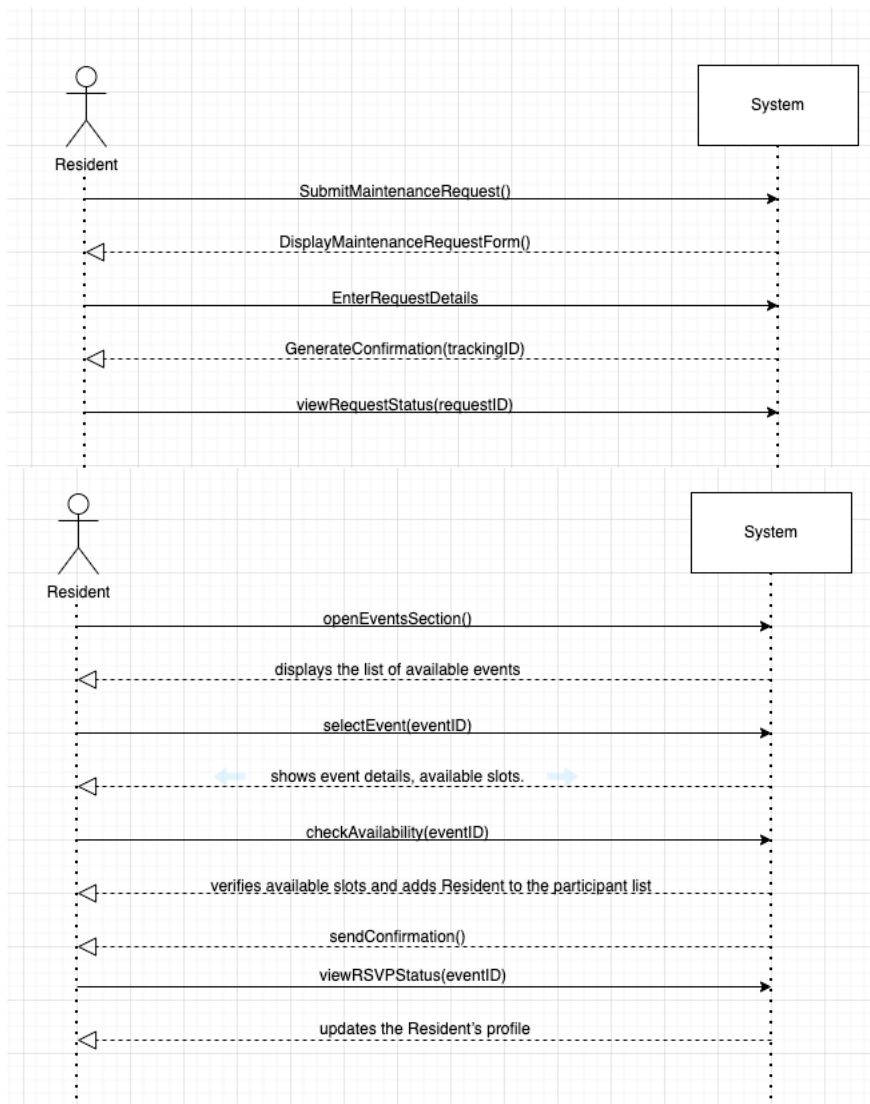 System
Resident
SubmitMaintenanceRequest()
DisplayMaintenanceRequestForm()
EnterRequestDetails
GenerateConfirmation(trackingID)
viewRequestStatus(requestID)
System
Resident
openEventsSection()
displays the list of available events
selectEvent(eventID)
shows event details, available slots.
checkAvailability(eventID)
verifies available slots and adds Resident to the participant list
sendConfirmation()
viewRSVPStatus(eventID)
updates the Resident's profile